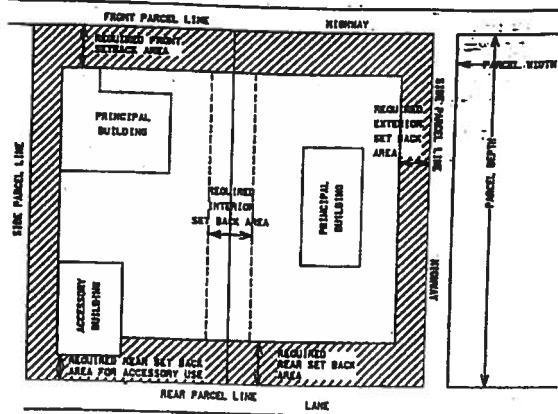 FRONT PARCEL LINE
HIGHWAY
REQUIRED FRONT
SETBACK AREA
PARCEL WIDTH
PRINCIPAL
BUILDING
REQUIRED
EXTERIOR
SET BACK
AREA
SIDE PARCEL LINE
SIDE PARCEL LINE
PARCEL DEPTH
REQUIRED
INTERIOR
SET BACK AREA
PRINCIPAL
BUILDING
ACCESSORY
BUILDING
HIGHWAY
REQUIRED REAR SET BACK
AREA FOR ACCESSORY USE
REQUIRED
REAR SET BACK
AREA
REAR PARCEL LINE
LANE